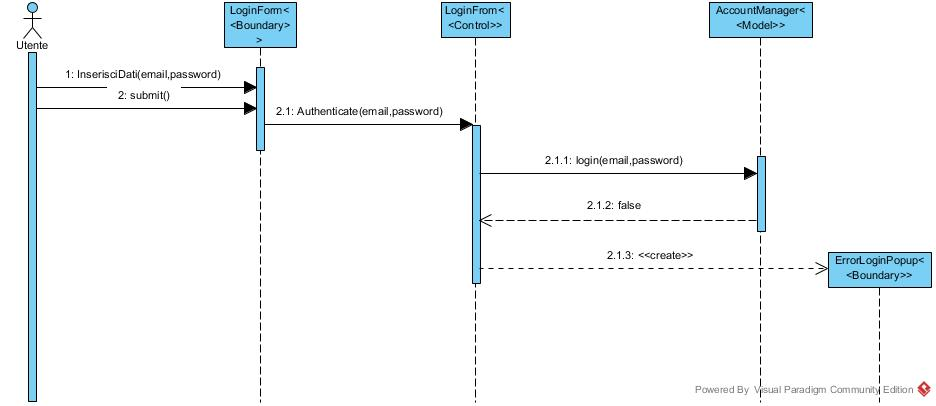 LoginForm<
<Boundary>
>
LoginFrom<
<Control>>
AccountManager<
<Model>>
Utente
1: InserisciDati(email,password)
2: submit()
2.1: Authenticate(email,password)
2.1.1: login(email,password)
2.1.2: false
2.1.3: <<create>>
ErrorLoginPopup<
<Boundary>>
Powered By Visual Paradigm Community Edition